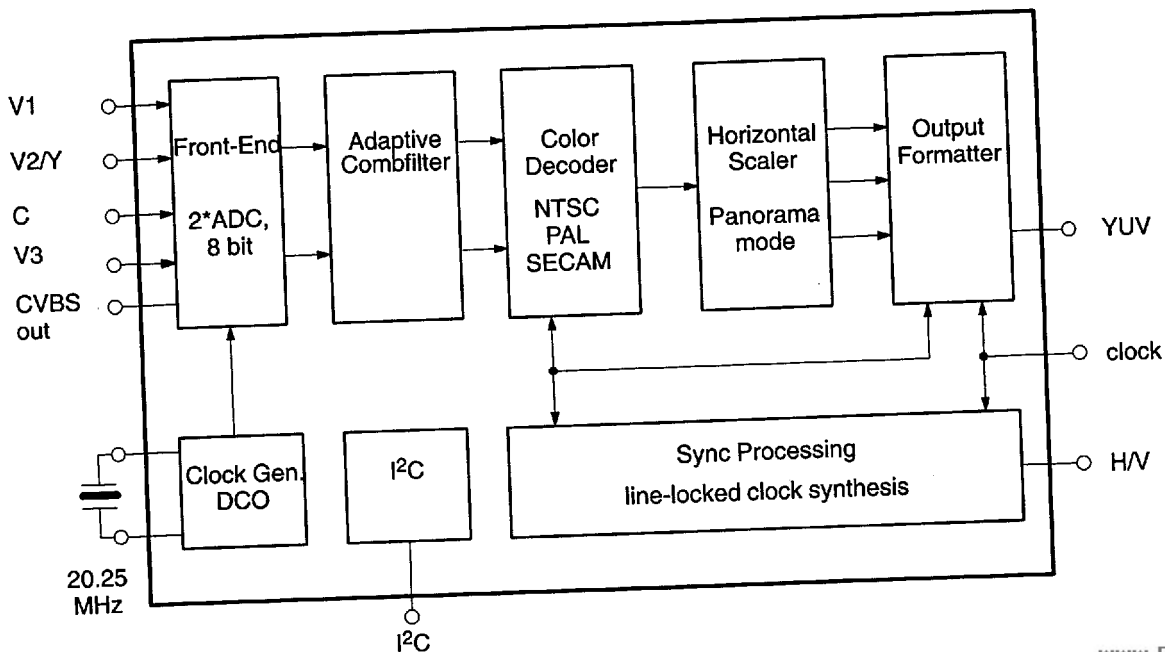 V1
V2/Y
C
V3
CVBS
out
Front-End
2*ADC,
8 bit
Adaptive
Combfilter
Color
Decoder
NTSC
PAL
SECAM
Horizontal
Scaler
Panorama
mode
Output
Formatter
YUV
clock
H/V
Clock Gen.
DCO
I²C
Sync Processing
line-locked clock synthesis
20.25
MHz
I²C